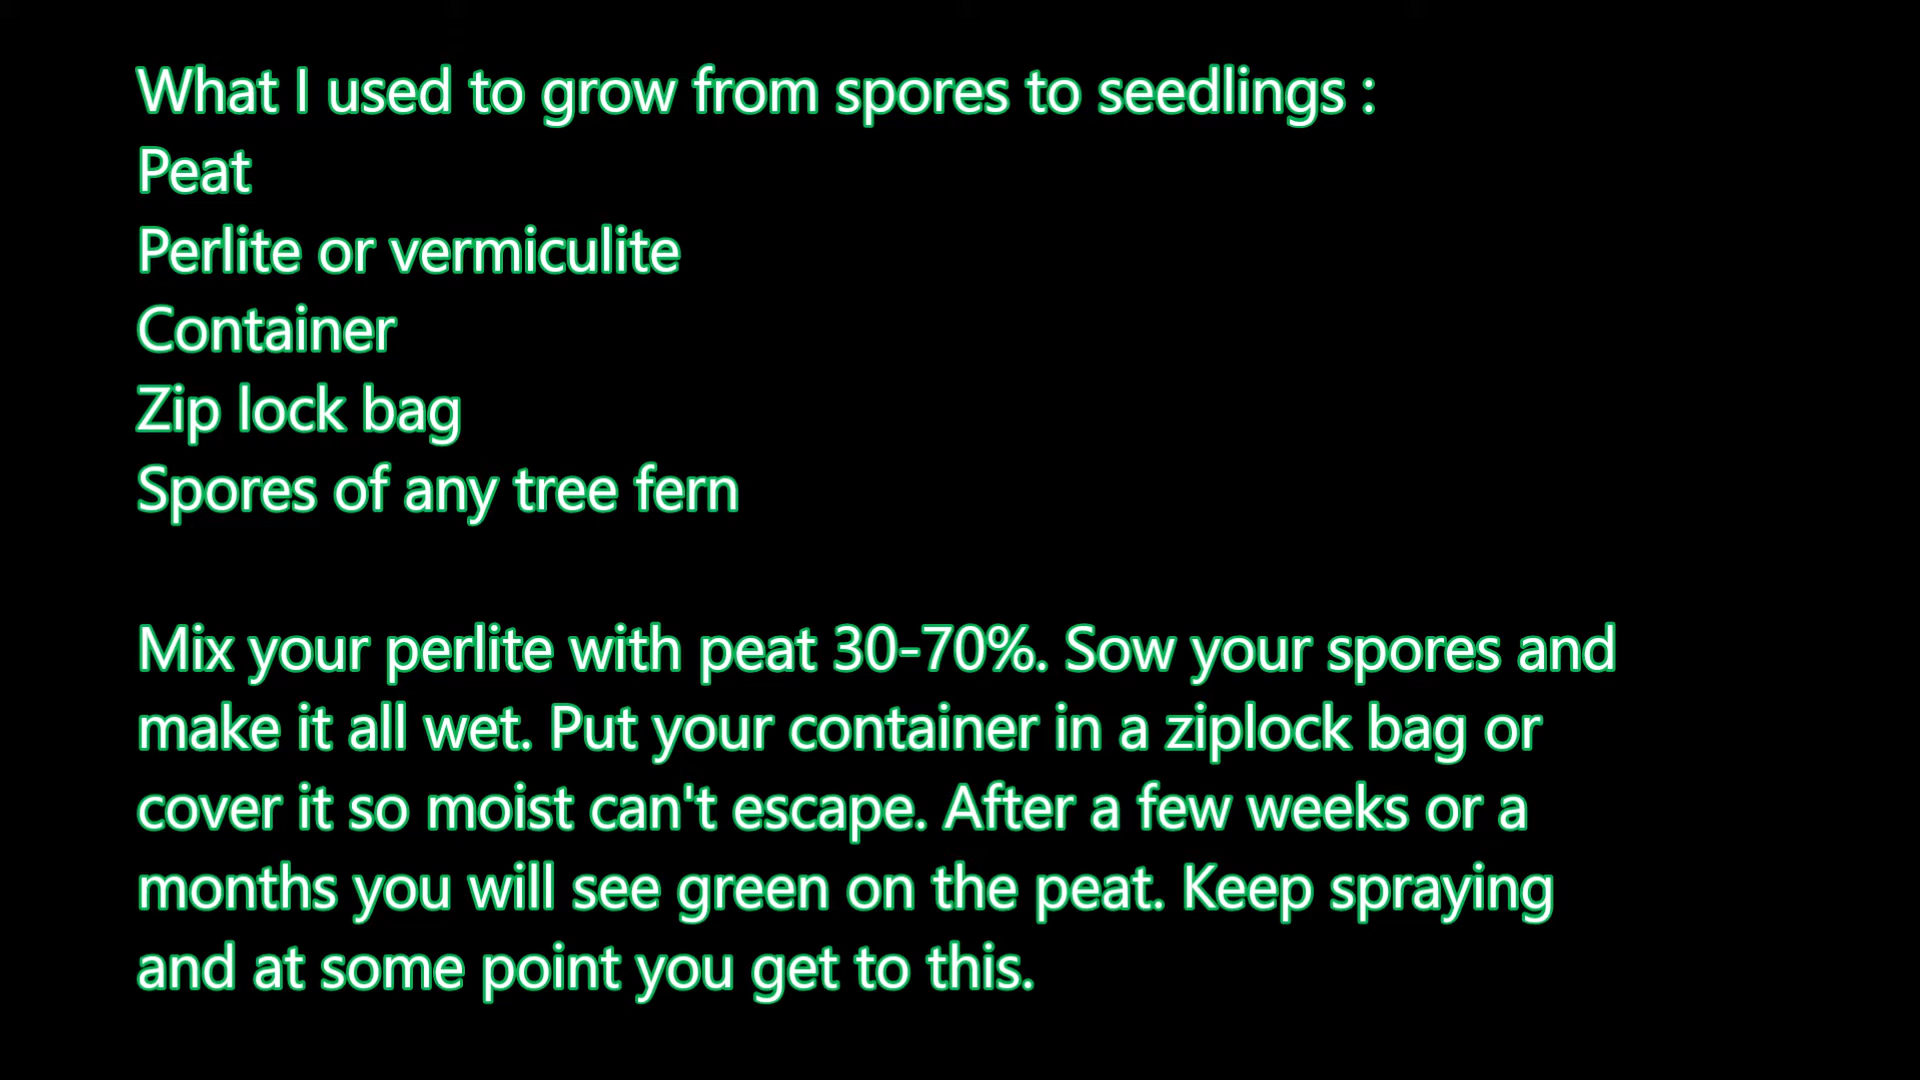 What I used to grow from spores to seedlings :
Peat
Perlite or vermiculite
Container
Zip lock bag
Spores of any tree fern
Mix your perlite with peat 30-70%. Sow your spores and
make it all wet. Put your container in a ziplock bag or
cover it so moist can't escape. After a few weeks or a
months you will see green on the peat. Keep spraying
and at some point you get to this.